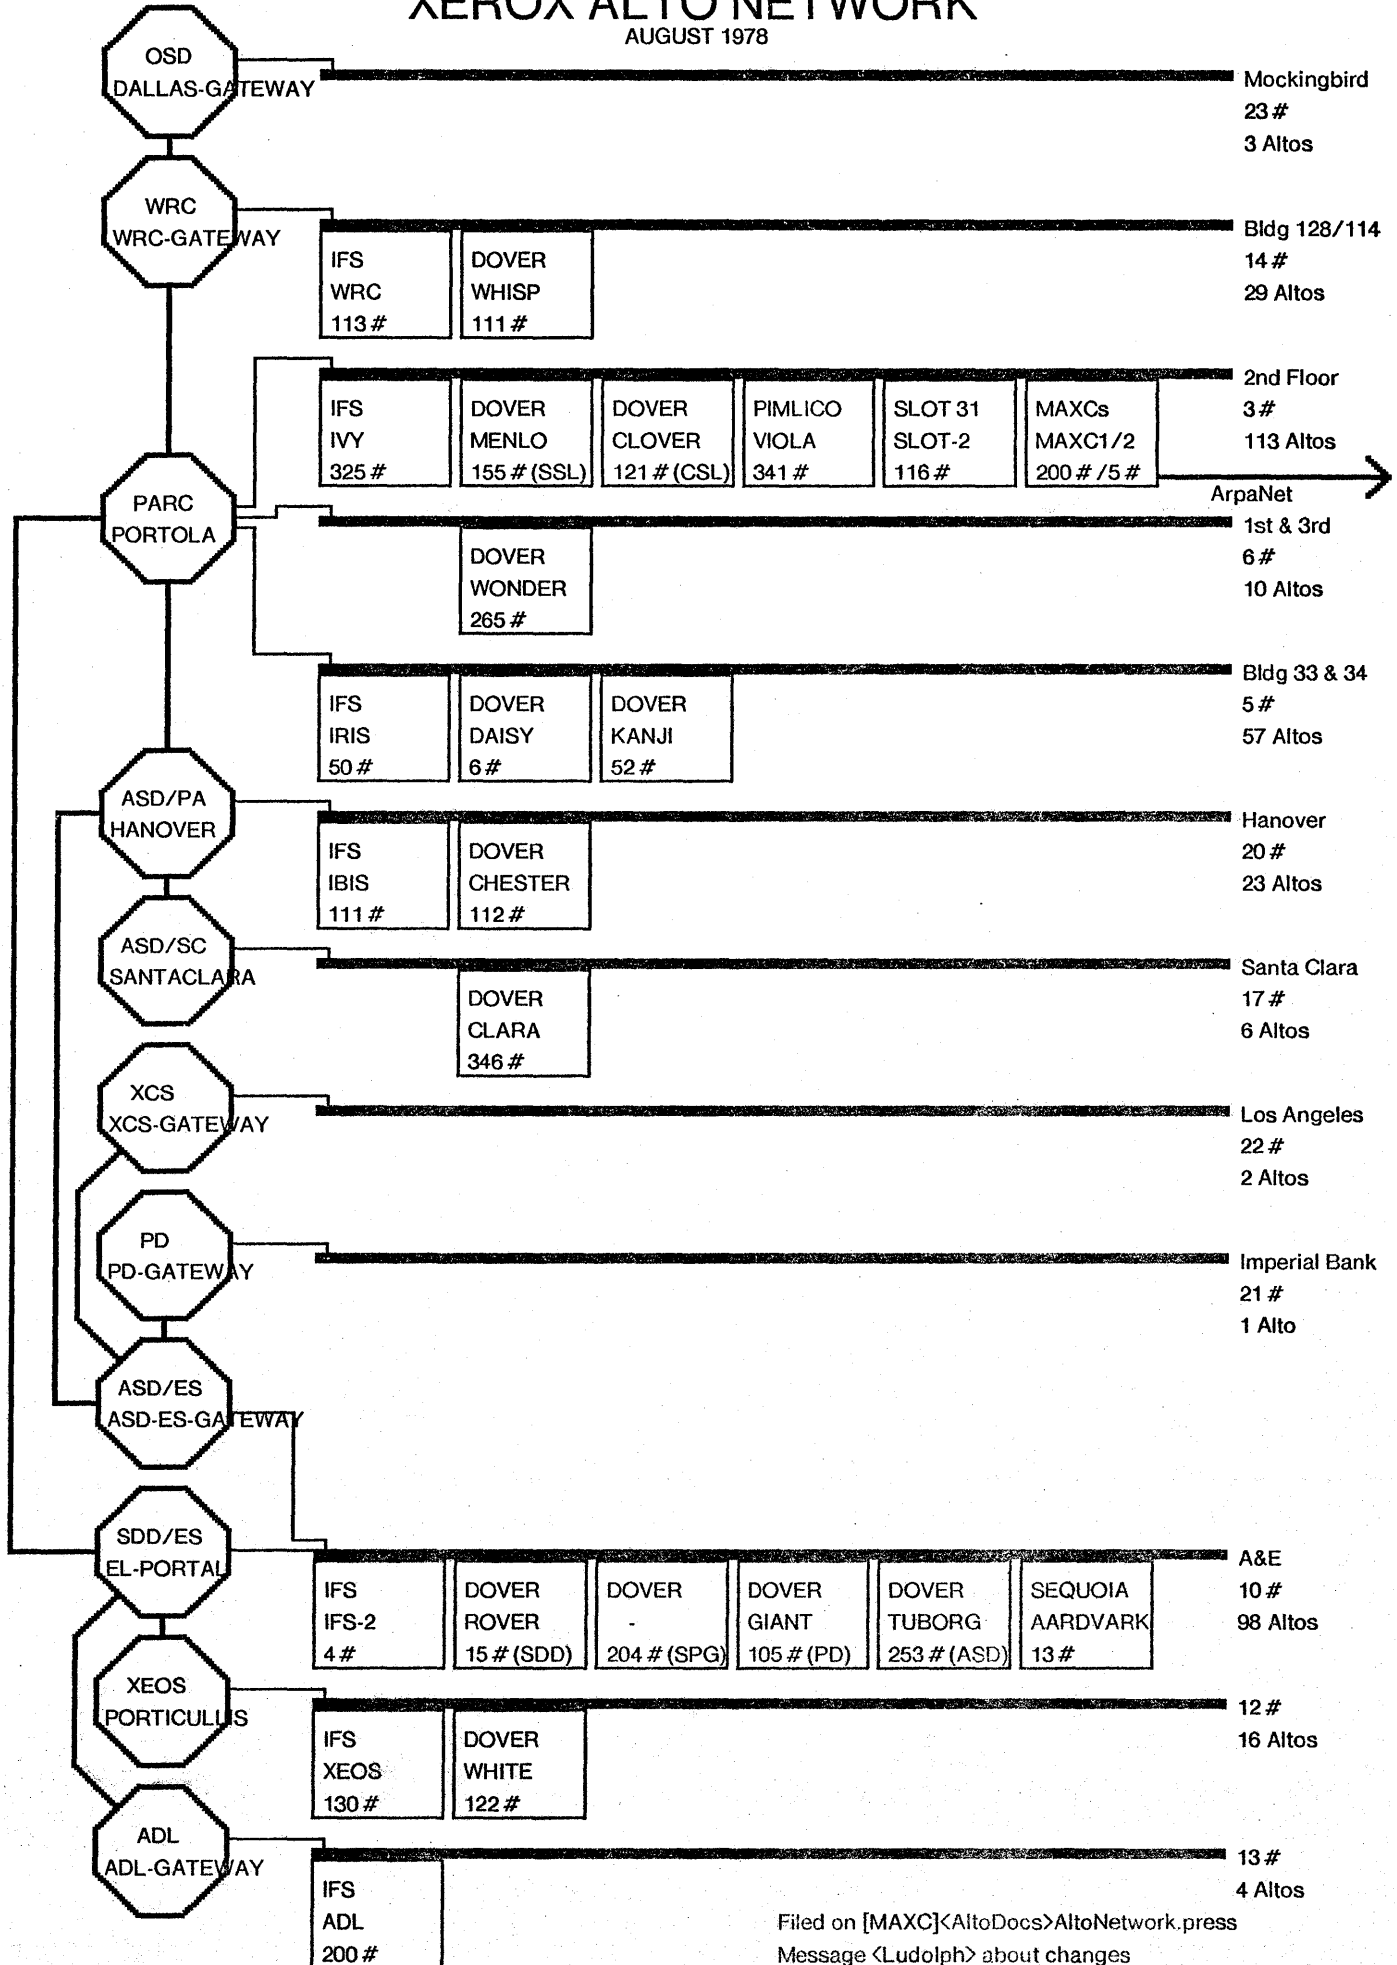 XEROX ALTO NETWORK
AUGUST 1978
OSD
DALLAS-GATEWAY
Mockingbird
23 #
3 Altos
WRC
WRC-GATEWAY
Bldg 128/114
14 #
29 Altos
IFS
WRC
113 #
DOVER
WHISP
111 #
2nd Floor
3 #
113 Altos
IFS
IVY
325 #
DOVER
MENLO
155 # (SSL)
DOVER
CLOVER
121 # (CSL)
PIMLICO
VIOLA
341 #
SLOT 31
SLOT-2
116 #
MAXCs
MAXC1/2
200 # /5 #
ArpaNet
PARC
PORTOLA
1st & 3rd
6 #
10 Altos
DOVER
WONDER
265 #
Bldg 33 & 34
5 #
57 Altos
IFS
IRIS
50 #
DOVER
DAISY
6 #
DOVER
KANJI
52 #
ASD/PA
HANOVER
Hanover
20 #
23 Altos
IFS
IBIS
111 #
DOVER
CHESTER
112 #
ASD/SC
SANTACLARA
Santa Clara
17 #
6 Altos
DOVER
CLARA
346 #
XCS
XCS-GATEWAY
Los Angeles
22 #
2 Altos
PD
PD-GATEWAY
Imperial Bank
21 #
1 Alto
ASD/ES
ASD-ES-GATEWAY
SDD/ES
EL-PORTAL
A&E
10 #
98 Altos
IFS
IFS-2
4 #
DOVER
ROVER
15 # (SDD)
DOVER
-
204 # (SPG)
DOVER
GIANT
105 # (PD)
DOVER
TUBORG
253 # (ASD)
SEQUOIA
AARDVARK
13 #
XEOS
PORTICULLIS
12 #
16 Altos
IFS
XEOS
130 #
DOVER
WHITE
122 #
ADL
ADL-GATEWAY
13 #
4 Altos
IFS
ADL
200 #
Filed on [MAXC]<AltoDocs>AltoNetwork.press
Message <Ludolph> about changes